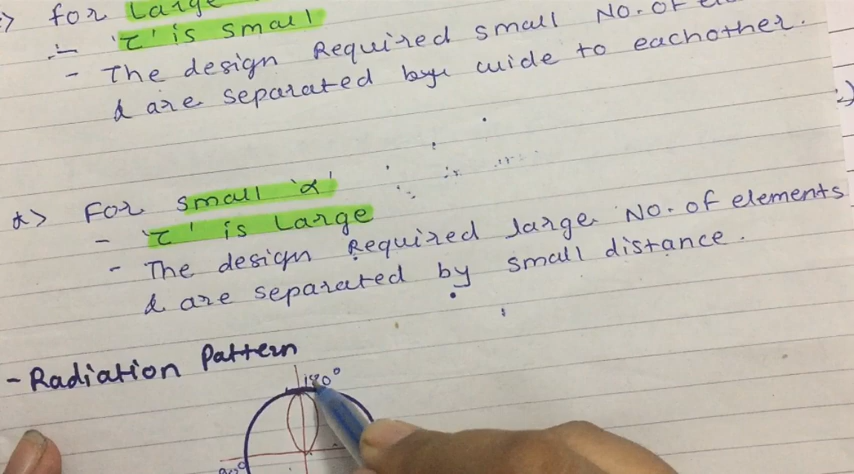 > For Large
'τ' is small
- The design Required small No. of
& are separated by wide to eachother.
*> For small 'α'
- 'τ' is Large
- The design Required large No. of elements
& are separated by small distance.
- Radiation Pattern
180°
90°